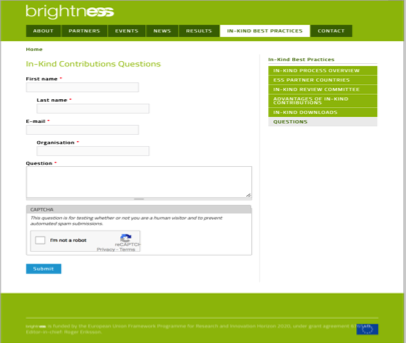 brightness
ABOUT PARTNERS EVENTS NEWS RESULTS IN-KIND BEST PRACTICES CONTACT
Home
In-Kind Contributions Questions
First name *
Last name *
E-mail *
Organisation *
Question *
CAPTCHA
This question is for testing whether or not you are a human visitor and to prevent
automated spam submissions.
I'm not a robot
reCAPTCH
Privacy - Terms
Submit
In-Kind Best Practices
IN-KIND PROCESS OVERVIEW
ESS PARTNER COUNTRIES
IN-KIND REVIEW COMMITTEE
ADVANTAGES OF IN-KIND
CONTRIBUTIONS
IN-KIND DOWNLOADS
QUESTIONS
is funded by the European Union Framework Programme for Research and Innovation Horizon 2020, under grant agreement
Editor-in-chief: Roger Eriksson